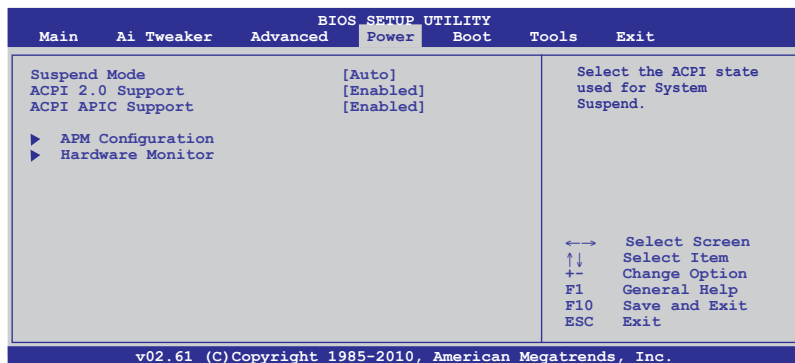 BIOS SETUP UTILITY
Main Ai Tweaker Advanced Power Boot Tools Exit
Suspend Mode [Auto]
ACPI 2.0 Support [Enabled]
ACPI APIC Support [Enabled]
▶ APM Configuration
▶ Hardware Monitor
Select the ACPI state
used for System
Suspend.
←→ Select Screen
↑↓ Select Item
+- Change Option
F1 General Help
F10 Save and Exit
ESC Exit
v02.61 (C)Copyright 1985-2010, American Megatrends, Inc.